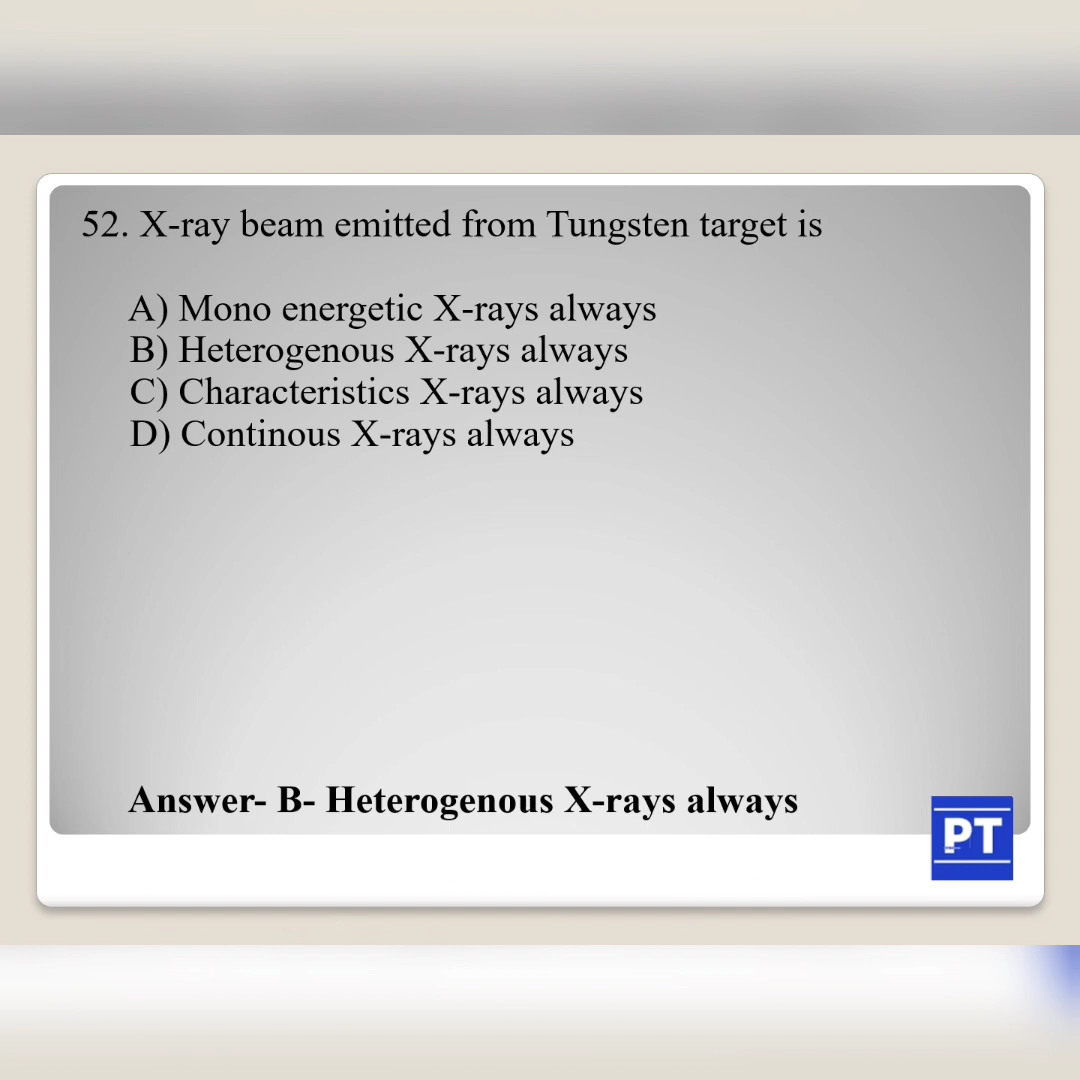 52. X-ray beam emitted from Tungsten target is
A) Mono energetic X-rays always
B) Heterogenous X-rays always
C) Characteristics X-rays always
D) Continous X-rays always
Answer- B- Heterogenous X-rays always
PT